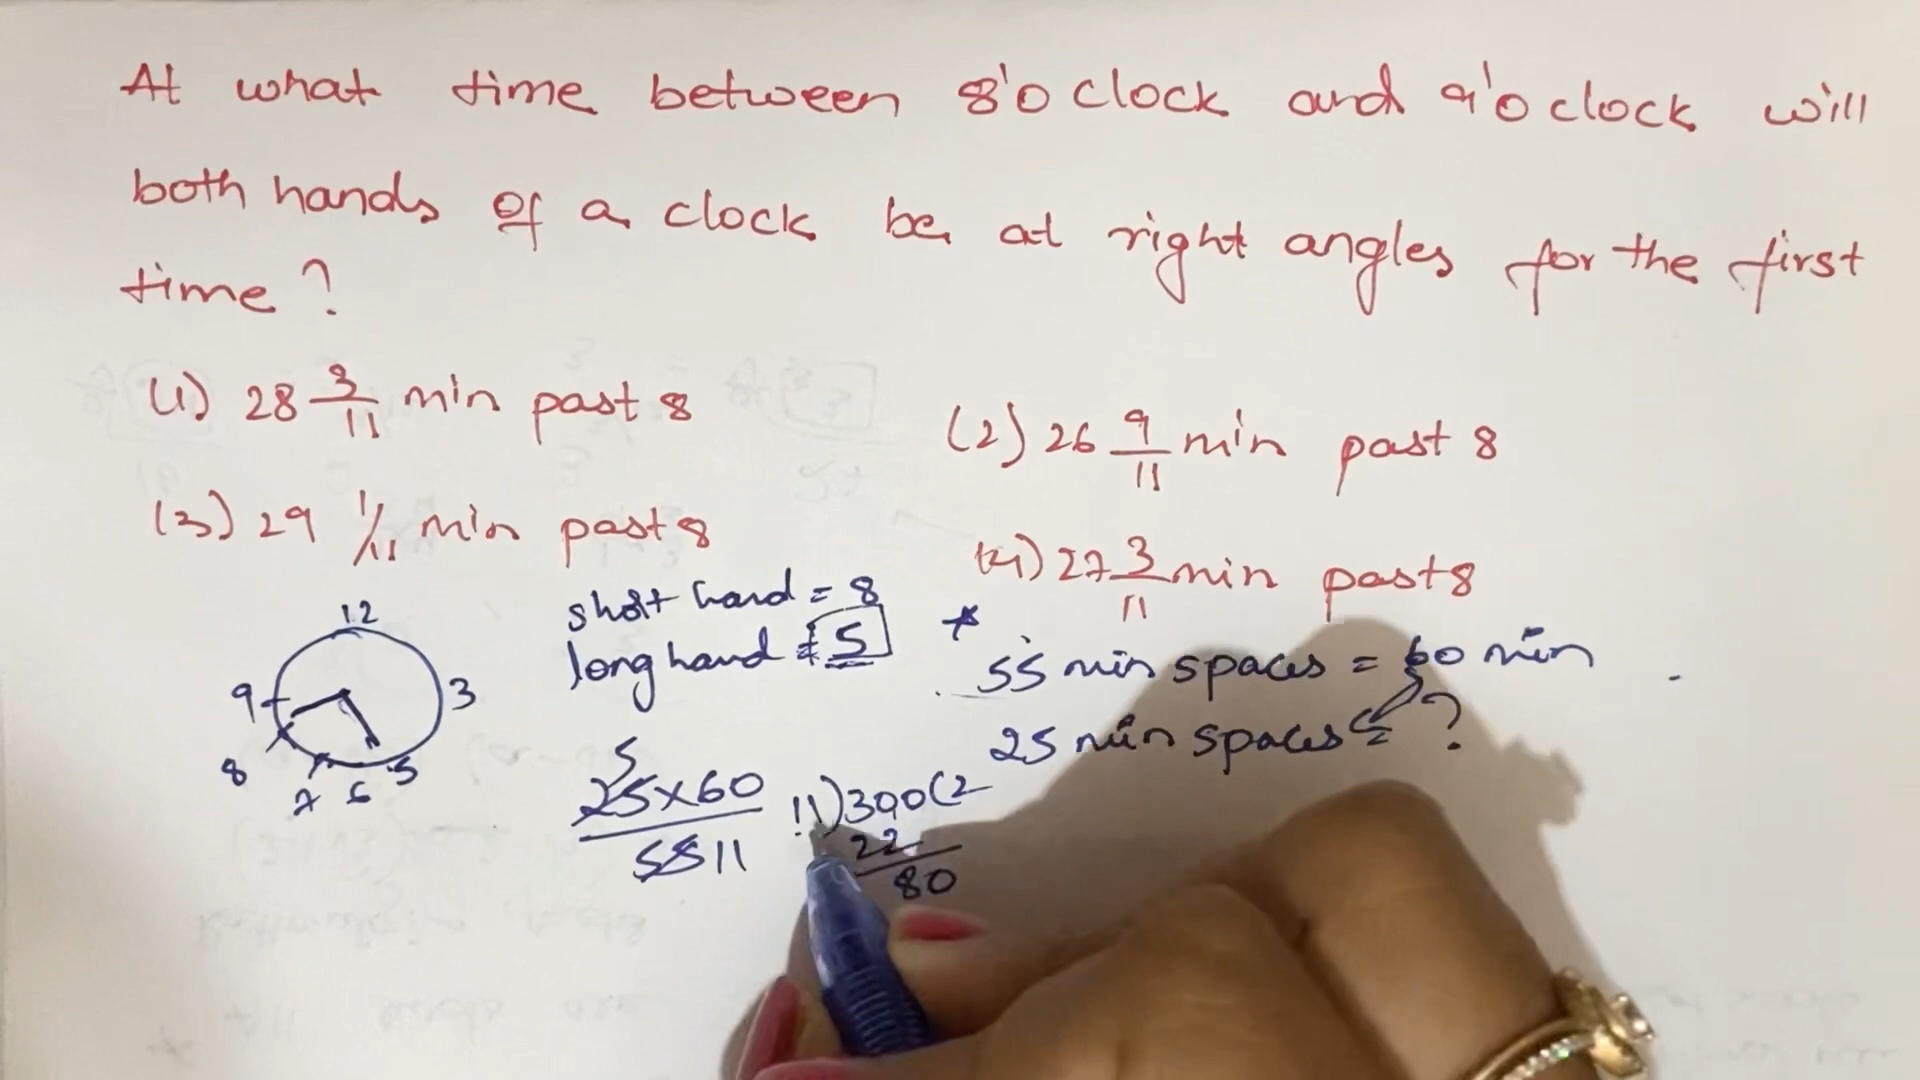 At what time between 8'o clock and 9'o clock will
both hands of a clock be at right angles for the first
time ?
(1) 28 3/11 min past 8
(2) 26 9/11 min past 8
(3) 29 1/11 min past 8
(4) 27 3/11 min past 8
short hand = 8
long hand = 5
*
55 min spaces = 60 min
25 min spaces = ?
12
9
3
8
7 6 5
5
25x60
55 11
11)300(2
22
80